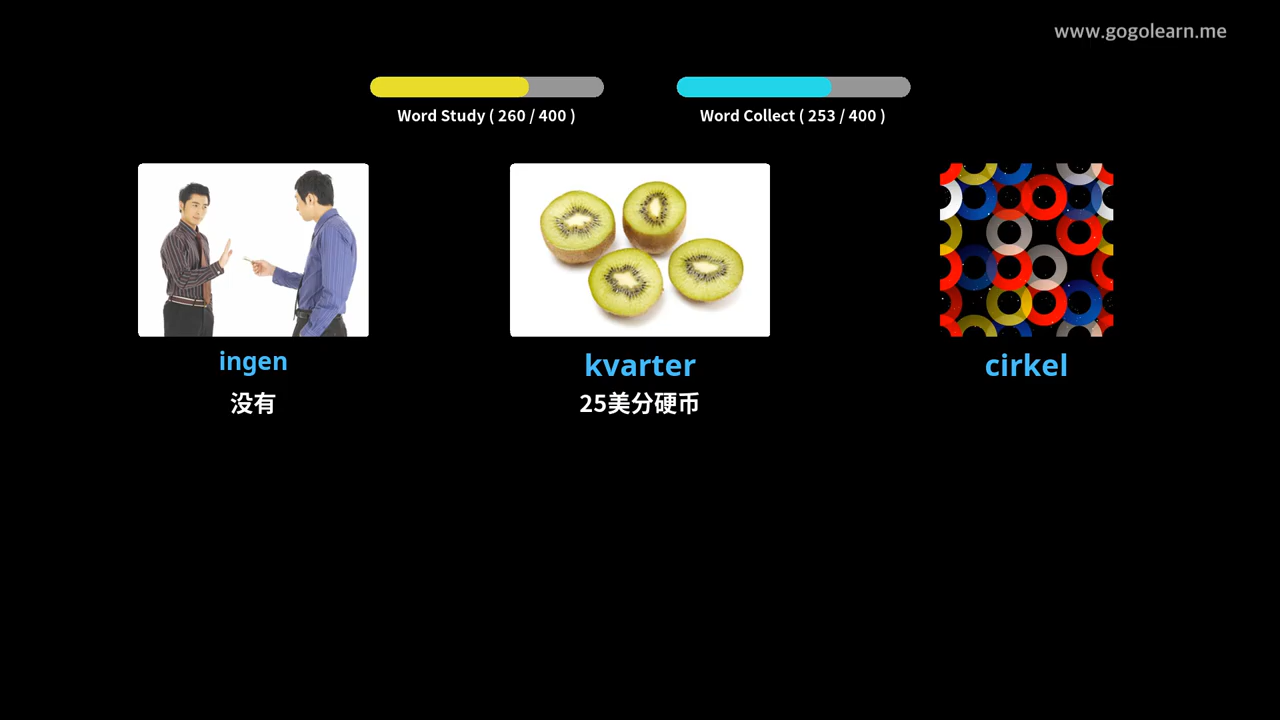 www.gogolearn.me
Word Study ( 260 / 400 )
Word Collect ( 253 / 400 )
ingen
kvarter
cirkel
没有
25美分硬币